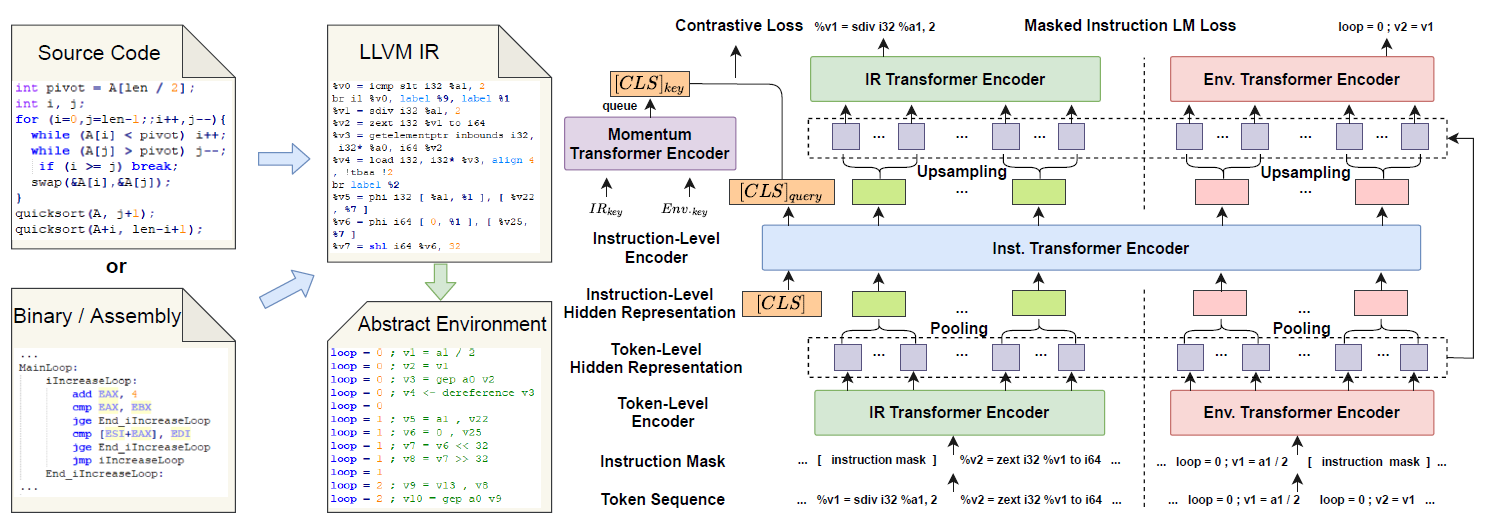 Source Code
int pivot = A[len / 2];
int i, j;
for (i=0,j=len-1;;i++,j--){
while (A[i] < pivot) i++;
while (A[j] > pivot) j--;
if (i >= j) break;
swap(&A[i],&A[j]);
}
quicksort(A, j+1);
quicksort(A+i, len-i+1);
or
Binary / Assembly
...
MainLoop:
iIncreaseLoop:
add EAX, 4
cmp EAX, EBX
jge End_iIncreaseLoop
cmp [ESI+EAX], EDI
jge End_iIncreaseLoop
jmp iIncreaseLoop
End_iIncreaseLoop:
...
LLVM IR
%v0 = icmp slt i32 %a1, 2
br i1 %v0, label %9, label %1
%v1 = sdiv i32 %a1, 2
%v2 = zext i32 %v1 to i64
%v3 = getelementptr inbounds i32,
i32* %a0, i64 %v2
%v4 = load i32, i32* %v3, align 4
, !tbaa !2
br label %2
%v5 = phi i32 [ %a1, %1 ], [ %v22
, %7 ]
%v6 = phi i64 [ 0, %1 ], [ %v25,
%7 ]
%v7 = shl i64 %v6, 32
Abstract Environment
loop = 0 ; v1 = a1 / 2
loop = 0 ; v2 = v1
loop = 0 ; v3 = gep a0 v2
loop = 0 ; v4 <- dereference v3
loop = 0
loop = 1 ; v5 = a1 , v22
loop = 1 ; v6 = 0 , v25
loop = 1 ; v7 = v6 << 32
loop = 1 ; v8 = v7 >> 32
loop = 1
loop = 2 ; v9 = v13 , v8
loop = 2 ; v10 = gep a0 v9
Contrastive Loss
%v1 = sdiv i32 %a1, 2
Masked Instruction LM Loss
loop = 0 ; v2 = v1
[CLS]key
queue
Momentum
Transformer Encoder
IRkey
Env.key
[CLS]query
IR Transformer Encoder
Env. Transformer Encoder
... ... ... ... ... ...
Upsampling
Upsampling
... ...
Instruction-Level
Encoder
Inst. Transformer Encoder
Instruction-Level
Hidden Representation
[CLS]
... ...
Pooling
Pooling
Token-Level
Hidden Representation
... ... ... ... ... ...
Token-Level
Encoder
IR Transformer Encoder
Env. Transformer Encoder
Instruction Mask
... [ instruction mask ] %v2 = zext i32 %v1 to i64 ...
... loop = 0 ; v1 = a1 / 2 [ instruction mask ] ...
Token Sequence
... %v1 = sdiv i32 %a1, 2 %v2 = zext i32 %v1 to i64 ...
... loop = 0 ; v1 = a1 / 2 loop = 0 ; v2 = v1 ...